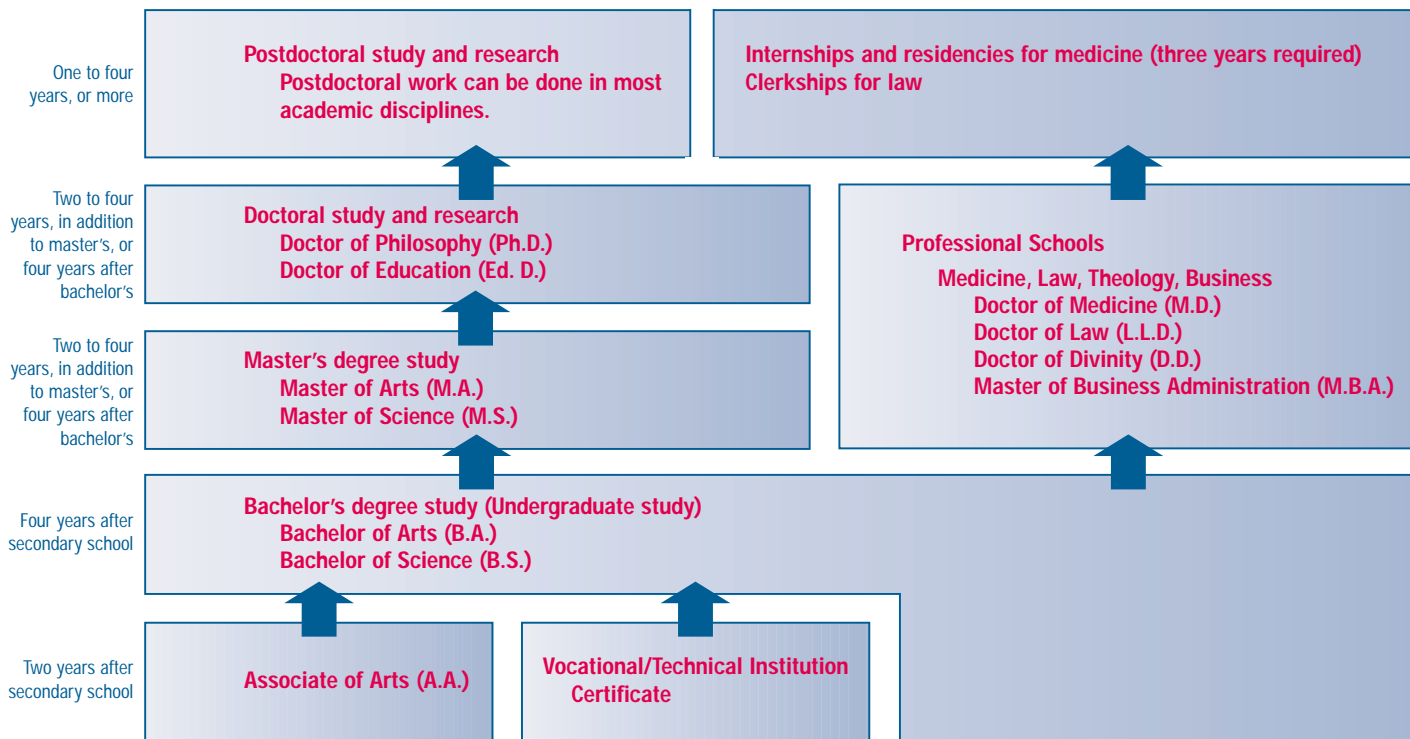 One to four
years, or more
Postdoctoral study and research
Postdoctoral work can be done in most
academic disciplines.
Internships and residencies for medicine (three years required)
Clerkships for law
Two to four
years, in addition
to master's, or
four years after
bachelor's
Doctoral study and research
Doctor of Philosophy (Ph.D.)
Doctor of Education (Ed. D.)
Professional Schools
Medicine, Law, Theology, Business
Doctor of Medicine (M.D.)
Doctor of Law (L.L.D.)
Doctor of Divinity (D.D.)
Master of Business Administration (M.B.A.)
Two to four
years, in addition
to master's, or
four years after
bachelor's
Master's degree study
Master of Arts (M.A.)
Master of Science (M.S.)
Four years after
secondary school
Bachelor's degree study (Undergraduate study)
Bachelor of Arts (B.A.)
Bachelor of Science (B.S.)
Two years after
secondary school
Associate of Arts (A.A.)
Vocational/Technical Institution
Certificate